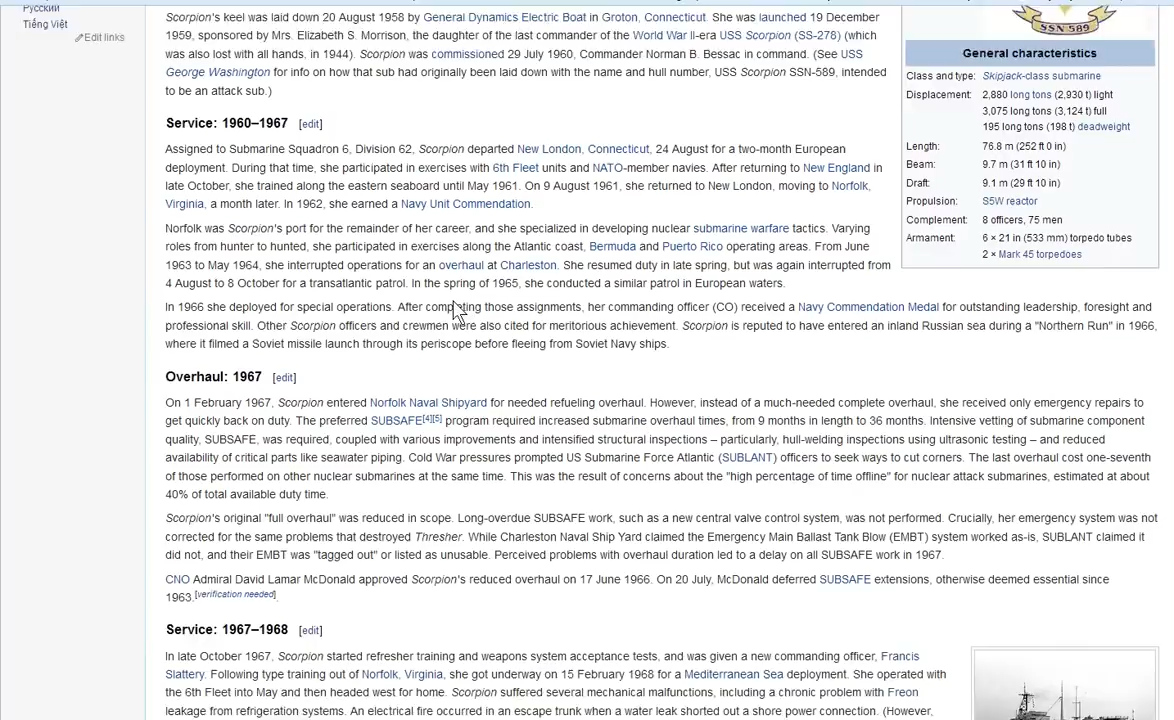 Русский
Tiếng Việt
Edit links
Scorpion's keel was laid down 20 August 1958 by General Dynamics Electric Boat in Groton, Connecticut. She was launched 19 December
1959, sponsored by Mrs. Elizabeth S. Morrison, the daughter of the last commander of the World War II-era USS Scorpion (SS-278) (which
was also lost with all hands, in 1944). Scorpion was commissioned 29 July 1960, Commander Norman B. Bessac in command. (See USS
George Washington for info on how that sub had originally been laid down with the name and hull number, USS Scorpion SSN-589, intended
to be an attack sub.)
Service: 1960–1967 [edit]
Assigned to Submarine Squadron 6, Division 62, Scorpion departed New London, Connecticut, 24 August for a two-month European
deployment. During that time, she participated in exercises with 6th Fleet units and NATO-member navies. After returning to New England in
late October, she trained along the eastern seaboard until May 1961. On 9 August 1961, she returned to New London, moving to Norfolk,
Virginia, a month later. In 1962, she earned a Navy Unit Commendation.
Norfolk was Scorpion's port for the remainder of her career, and she specialized in developing nuclear submarine warfare tactics. Varying
roles from hunter to hunted, she participated in exercises along the Atlantic coast, Bermuda and Puerto Rico operating areas. From June
1963 to May 1964, she interrupted operations for an overhaul at Charleston. She resumed duty in late spring, but was again interrupted from
4 August to 8 October for a transatlantic patrol. In the spring of 1965, she conducted a similar patrol in European waters.
In 1966 she deployed for special operations. After completing those assignments, her commanding officer (CO) received a Navy Commendation Medal for outstanding leadership, foresight and
professional skill. Other Scorpion officers and crewmen were also cited for meritorious achievement. Scorpion is reputed to have entered an inland Russian sea during a "Northern Run" in 1966,
where it filmed a Soviet missile launch through its periscope before fleeing from Soviet Navy ships.
Overhaul: 1967 [edit]
On 1 February 1967, Scorpion entered Norfolk Naval Shipyard for needed refueling overhaul. However, instead of a much-needed complete overhaul, she received only emergency repairs to
get quickly back on duty. The preferred SUBSAFE[4][5] program required increased submarine overhaul times, from 9 months in length to 36 months. Intensive vetting of submarine component
quality, SUBSAFE, was required, coupled with various improvements and intensified structural inspections – particularly, hull-welding inspections using ultrasonic testing – and reduced
availability of critical parts like seawater piping. Cold War pressures prompted US Submarine Force Atlantic (SUBLANT) officers to seek ways to cut corners. The last overhaul cost one-seventh
of those performed on other nuclear submarines at the same time. This was the result of concerns about the "high percentage of time offline" for nuclear attack submarines, estimated at about
40% of total available duty time.
Scorpion's original "full overhaul" was reduced in scope. Long-overdue SUBSAFE work, such as a new central valve control system, was not performed. Crucially, her emergency system was not
corrected for the same problems that destroyed Thresher. While Charleston Naval Ship Yard claimed the Emergency Main Ballast Tank Blow (EMBT) system worked as-is, SUBLANT claimed it
did not, and their EMBT was "tagged out" or listed as unusable. Perceived problems with overhaul duration led to a delay on all SUBSAFE work in 1967.
CNO Admiral David Lamar McDonald approved Scorpion's reduced overhaul on 17 June 1966. On 20 July, McDonald deferred SUBSAFE extensions, otherwise deemed essential since
1963.[verification needed]
Service: 1967–1968 [edit]
In late October 1967, Scorpion started refresher training and weapons system acceptance tests, and was given a new commanding officer, Francis
Slattery. Following type training out of Norfolk, Virginia, she got underway on 15 February 1968 for a Mediterranean Sea deployment. She operated with
the 6th Fleet into May and then headed west for home. Scorpion suffered several mechanical malfunctions, including a chronic problem with Freon
leakage from refrigeration systems. An electrical fire occurred in an escape trunk when a water leak shorted out a shore power connection. (However,
SSN 589
General characteristics
Class and type: Skipjack-class submarine
Displacement: 2,880 long tons (2,930 t) light
3,075 long tons (3,124 t) full
195 long tons (198 t) deadweight
Length: 76.8 m (252 ft 0 in)
Beam: 9.7 m (31 ft 10 in)
Draft: 9.1 m (29 ft 10 in)
Propulsion: S5W reactor
Complement: 8 officers, 75 men
Armament: 6 × 21 in (533 mm) torpedo tubes
2 × Mark 45 torpedoes